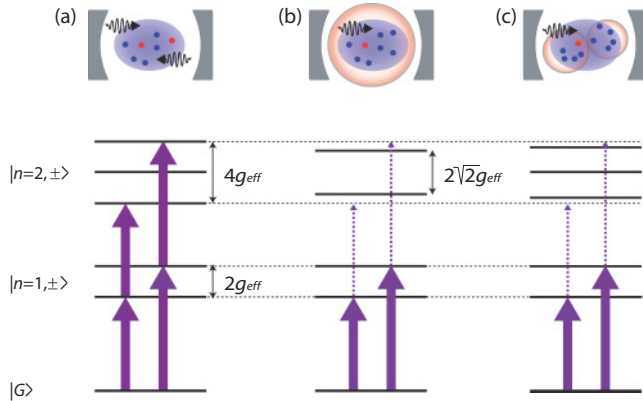 (a) (b) (c)
|n=2,±>
4geff
2√2geff
|n=1,±>
2geff
|G>